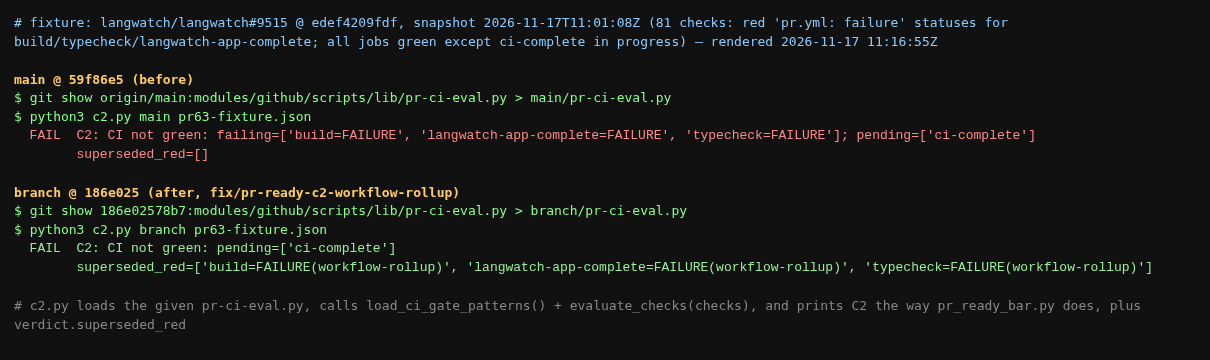 # fixture: langwatch/langwatch#9515 @ edef4209fdf, snapshot 2026-11-17T11:01:08Z (81 checks: red 'pr.yml: failure' statuses for
build/typecheck/langwatch-app-complete; all jobs green except ci-complete in progress) — rendered 2026-11-17 11:16:55Z
main @ 59f86e5 (before)
$ git show origin/main:modules/github/scripts/lib/pr-ci-eval.py > main/pr-ci-eval.py
$ python3 c2.py main pr63-fixture.json
FAIL  C2: CI not green: failing=['build=FAILURE', 'langwatch-app-complete=FAILURE', 'typecheck=FAILURE']; pending=['ci-complete']
superseded_red=[]
branch @ 186e025 (after, fix/pr-ready-c2-workflow-rollup)
$ git show 186e02578b7:modules/github/scripts/lib/pr-ci-eval.py > branch/pr-ci-eval.py
$ python3 c2.py branch pr63-fixture.json
FAIL  C2: CI not green: pending=['ci-complete']
superseded_red=['build=FAILURE(workflow-rollup)', 'langwatch-app-complete=FAILURE(workflow-rollup)', 'typecheck=FAILURE(workflow-rollup)']
# c2.py loads the given pr-ci-eval.py, calls load_ci_gate_patterns() + evaluate_checks(checks), and prints C2 the way pr_ready_bar.py does, plus
verdict.superseded_red